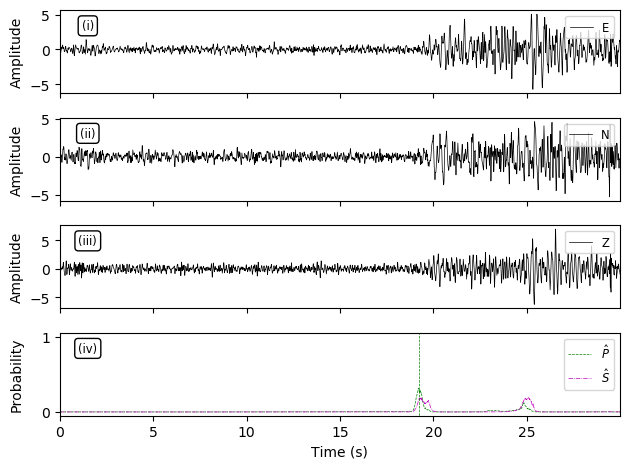 (i)
E
Amplitude
5
0
−5
(ii)
N
Amplitude
5
0
−5
(iii)
Z
Amplitude
5
0
−5
(iv)
P̂
Ŝ
Probability
1
0
0 5 10 15 20 25
Time (s)